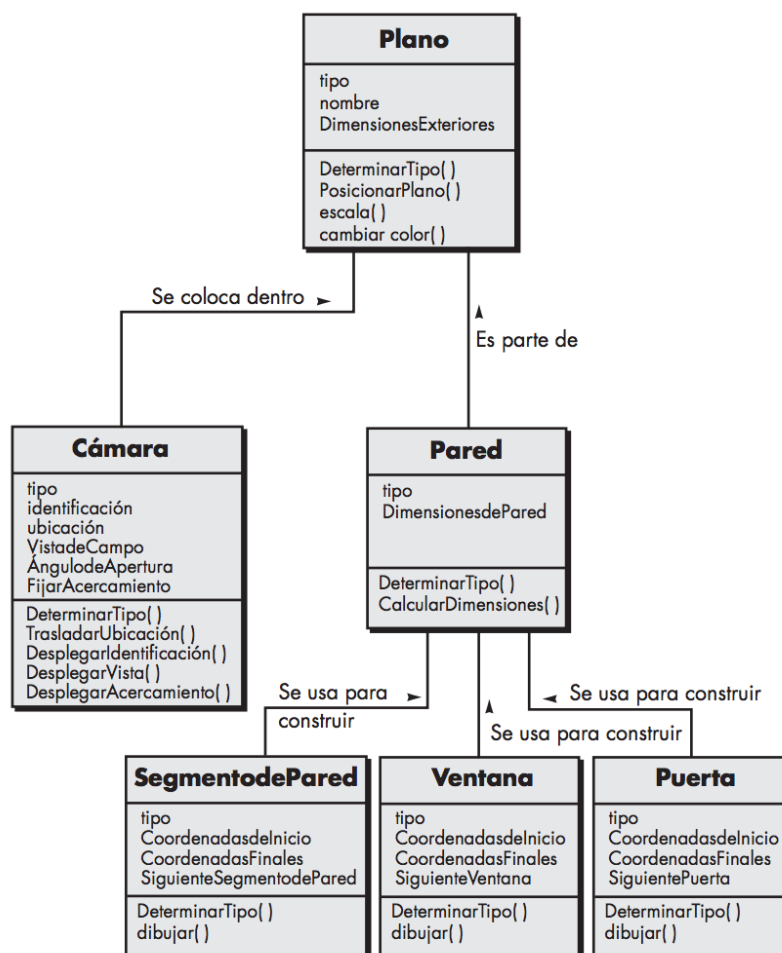 Plano
tipo
nombre
DimensionesExteriores
DeterminarTipo( )
PosicionarPlano( )
escala( )
cambiar color( )
Se coloca dentro
Es parte de
Cámara
tipo
identificación
ubicación
VistadeCampo
ÁngulodeApertura
FijarAcercamiento
DeterminarTipo( )
TrasladarUbicación( )
DesplegarIdentificación( )
DesplegarVista( )
DesplegarAcercamiento( )
Pared
tipo
DimensionesdePared
DeterminarTipo( )
CalcularDimensiones( )
Se usa para
construir
Se usa para construir
Se usa para construir
SegmentodePared
tipo
CoordenadasdeInicio
CoordenadasFinales
SiguienteSegmentodePared
DeterminarTipo( )
dibujar( )
Ventana
tipo
CoordenadasdeInicio
CoordenadasFinales
SiguienteVentana
DeterminarTipo( )
dibujar( )
Puerta
tipo
CoordenadasdeInicio
CoordenadasFinales
SiguientePuerta
DeterminarTipo( )
dibujar( )